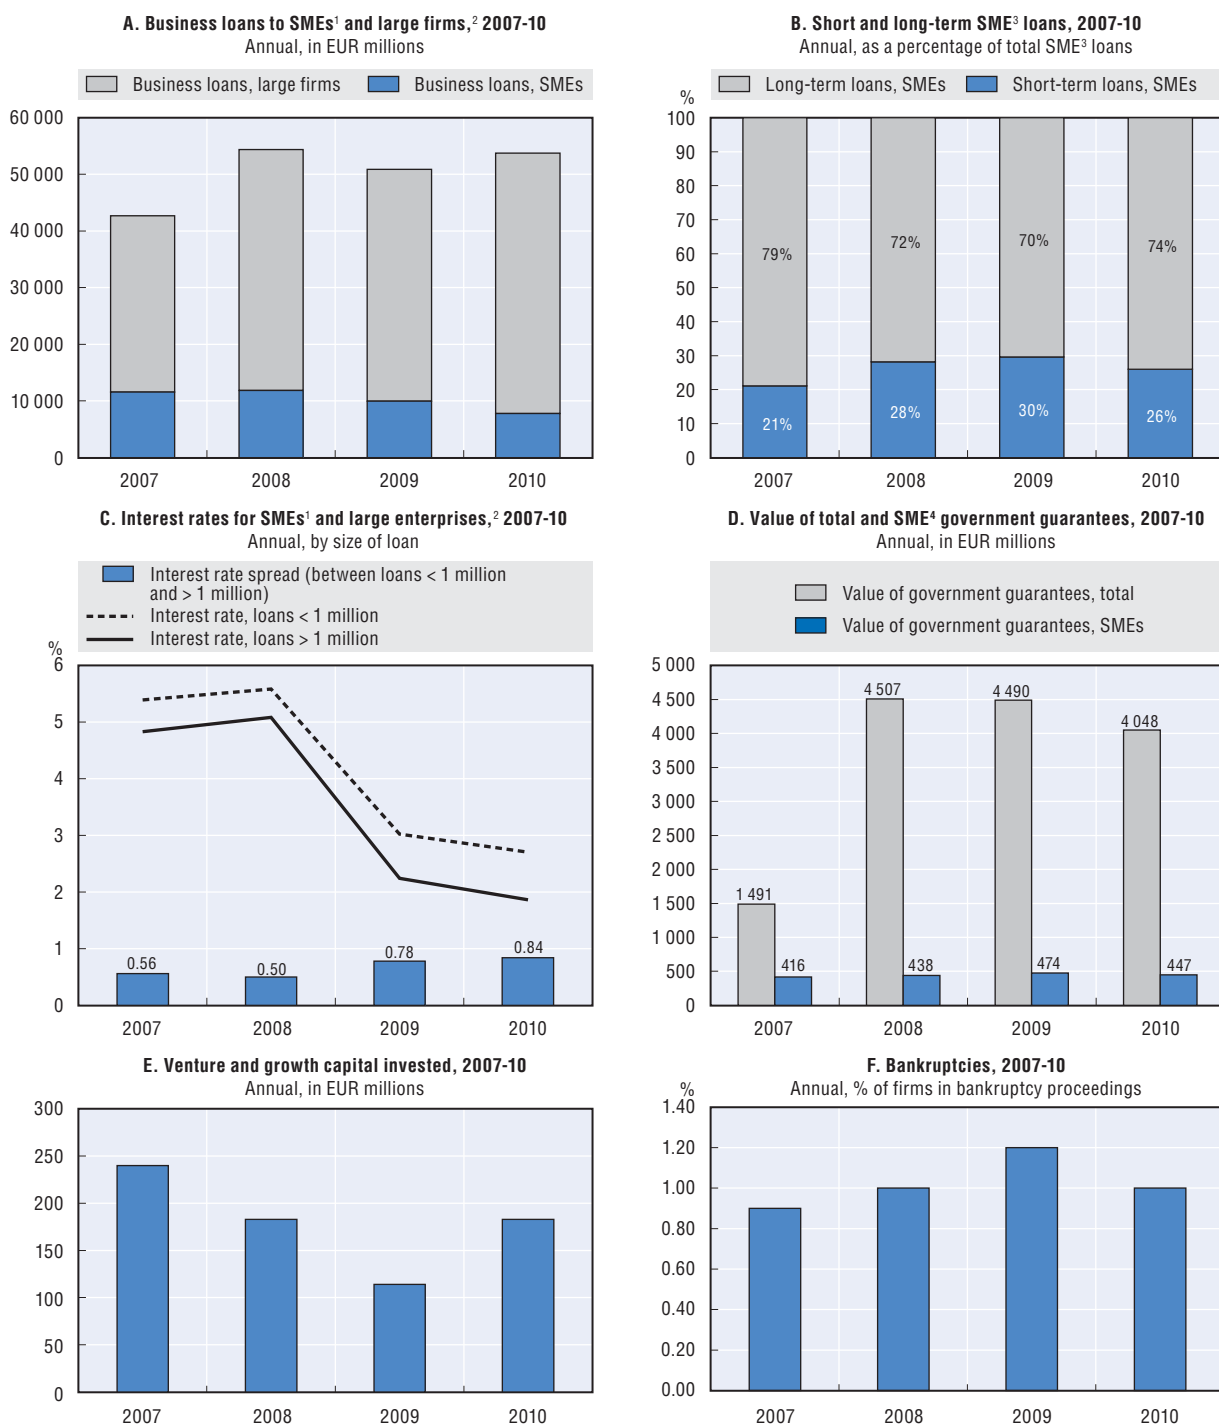 A. Business loans to SMEs¹ and large firms,² 2007-10
Annual, in EUR millions
Business loans, large firms Business loans, SMEs
60 000
50 000
40 000
30 000
20 000
10 000
0
2007 2008 2009 2010
B. Short and long-term SME³ loans, 2007-10
Annual, as a percentage of total SME³ loans
Long-term loans, SMEs Short-term loans, SMEs
%
100
90
80
70
60
50
40
30
20
10
0
79% 72% 70% 74%
21% 28% 30% 26%
2007 2008 2009 2010
C. Interest rates for SMEs¹ and large enterprises,² 2007-10
Annual, by size of loan
Interest rate spread (between loans < 1 million
and > 1 million)
Interest rate, loans < 1 million
Interest rate, loans > 1 million
%
6
5
4
3
2
1
0
0.56 0.50 0.78 0.84
2007 2008 2009 2010
D. Value of total and SME⁴ government guarantees, 2007-10
Annual, in EUR millions
Value of government guarantees, total
Value of government guarantees, SMEs
5 000
4 500
4 000
3 500
3 000
2 500
2 000
1 500
1 000
500
0
1 491 4 507 4 490 4 048
416 438 474 447
2007 2008 2009 2010
E. Venture and growth capital invested, 2007-10
Annual, in EUR millions
300
250
200
150
100
50
0
2007 2008 2009 2010
F. Bankruptcies, 2007-10
Annual, % of firms in bankruptcy proceedings
%
1.40
1.20
1.00
0.80
0.60
0.40
0.20
0.00
2007 2008 2009 2010